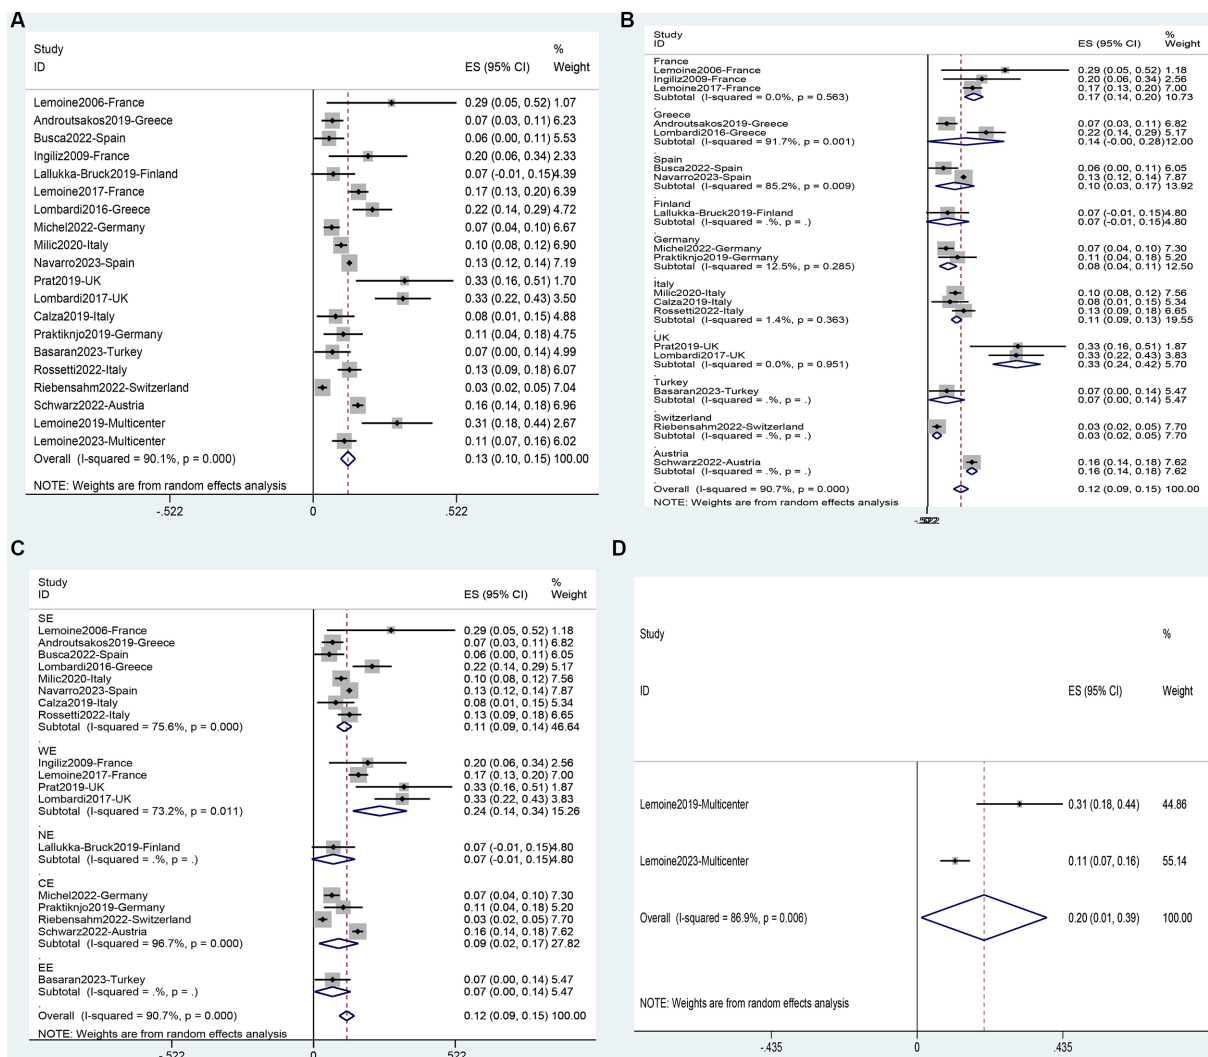 A
Study %
ID ES (95% CI) Weight
Lemoine2006-France 0.29 (0.05, 0.52) 1.07
Androutsakos2019-Greece 0.07 (0.03, 0.11) 6.23
Busca2022-Spain 0.06 (0.00, 0.11) 5.53
Ingiliz2009-France 0.20 (0.06, 0.34) 2.33
Lallukka-Bruck2019-Finland 0.07 (-0.01, 0.15) 4.39
Lemoine2017-France 0.17 (0.13, 0.20) 6.39
Lombardi2016-Greece 0.22 (0.14, 0.29) 4.72
Michel2022-Germany 0.07 (0.04, 0.10) 6.67
Milic2020-Italy 0.10 (0.08, 0.12) 6.90
Navarro2023-Spain 0.13 (0.12, 0.14) 7.19
Prat2019-UK 0.33 (0.16, 0.51) 1.70
Lombardi2017-UK 0.33 (0.22, 0.43) 3.50
Calza2019-Italy 0.08 (0.01, 0.15) 4.88
Praktiknjo2019-Germany 0.11 (0.04, 0.18) 4.75
Basaran2023-Turkey 0.07 (0.00, 0.14) 4.99
Rossetti2022-Italy 0.13 (0.09, 0.18) 6.07
Riebensahm2022-Switzerland 0.03 (0.02, 0.05) 7.04
Schwarz2022-Austria 0.16 (0.14, 0.18) 6.96
Lemoine2019-Multicenter 0.31 (0.18, 0.44) 2.67
Lemoine2023-Multicenter 0.11 (0.07, 0.16) 6.02
Overall (I-squared = 90.1%, p = 0.000) 0.13 (0.10, 0.15) 100.00
NOTE: Weights are from random effects analysis
-.522 0 .522
B
Study %
ID ES (95% CI) Weight
France
Lemoine2006-France 0.29 (0.05, 0.52) 1.18
Ingiliz2009-France 0.20 (0.06, 0.34) 2.56
Lemoine2017-France 0.17 (0.13, 0.20) 7.00
Subtotal (I-squared = 0.0%, p = 0.563) 0.17 (0.14, 0.20) 10.73
.
Greece
Androutsakos2019-Greece 0.07 (0.03, 0.11) 6.82
Lombardi2016-Greece 0.22 (0.14, 0.29) 5.17
Subtotal (I-squared = 91.7%, p = 0.001) 0.14 (-0.00, 0.28) 12.00
.
Spain
Busca2022-Spain 0.06 (0.00, 0.11) 6.05
Navarro2023-Spain 0.13 (0.12, 0.14) 7.87
Subtotal (I-squared = 85.2%, p = 0.009) 0.10 (0.03, 0.17) 13.92
.
Finland
Lallukka-Bruck2019-Finland 0.07 (-0.01, 0.15) 4.80
Subtotal (I-squared = .%, p = .) 0.07 (-0.01, 0.15) 4.80
.
Germany
Michel2022-Germany 0.07 (0.04, 0.10) 7.30
Praktiknjo2019-Germany 0.11 (0.04, 0.18) 5.20
Subtotal (I-squared = 12.5%, p = 0.285) 0.08 (0.04, 0.11) 12.50
.
Italy
Milic2020-Italy 0.10 (0.08, 0.12) 7.56
Calza2019-Italy 0.08 (0.01, 0.15) 5.34
Rossetti2022-Italy 0.13 (0.09, 0.18) 6.65
Subtotal (I-squared = 1.4%, p = 0.363) 0.11 (0.09, 0.13) 19.55
.
UK
Prat2019-UK 0.33 (0.16, 0.51) 1.87
Lombardi2017-UK 0.33 (0.22, 0.43) 3.83
Subtotal (I-squared = 0.0%, p = 0.951) 0.33 (0.24, 0.42) 5.70
.
Turkey
Basaran2023-Turkey 0.07 (0.00, 0.14) 5.47
Subtotal (I-squared = .%, p = .) 0.07 (0.00, 0.14) 5.47
.
Switzerland
Riebensahm2022-Switzerland 0.03 (0.02, 0.05) 7.70
Subtotal (I-squared = .%, p = .) 0.03 (0.02, 0.05) 7.70
.
Austria
Schwarz2022-Austria 0.16 (0.14, 0.18) 7.62
Subtotal (I-squared = .%, p = .) 0.16 (0.14, 0.18) 7.62
.
Overall (I-squared = 90.7%, p = 0.000) 0.12 (0.09, 0.15) 100.00
NOTE: Weights are from random effects analysis
C
Study %
ID ES (95% CI) Weight
SE
Lemoine2006-France 0.29 (0.05, 0.52) 1.18
Androutsakos2019-Greece 0.07 (0.03, 0.11) 6.82
Busca2022-Spain 0.06 (0.00, 0.11) 6.05
Lombardi2016-Greece 0.22 (0.14, 0.29) 5.17
Milic2020-Italy 0.10 (0.08, 0.12) 7.56
Navarro2023-Spain 0.13 (0.12, 0.14) 7.87
Calza2019-Italy 0.08 (0.01, 0.15) 5.34
Rossetti2022-Italy 0.13 (0.09, 0.18) 6.65
Subtotal (I-squared = 75.6%, p = 0.000) 0.11 (0.09, 0.14) 46.64
.
WE
Ingiliz2009-France 0.20 (0.06, 0.34) 2.56
Lemoine2017-France 0.17 (0.13, 0.20) 7.00
Prat2019-UK 0.33 (0.16, 0.51) 1.87
Lombardi2017-UK 0.33 (0.22, 0.43) 3.83
Subtotal (I-squared = 73.2%, p = 0.011) 0.24 (0.14, 0.34) 15.26
.
NE
Lallukka-Bruck2019-Finland 0.07 (-0.01, 0.15) 4.80
Subtotal (I-squared = .%, p = .) 0.07 (-0.01, 0.15) 4.80
.
CE
Michel2022-Germany 0.07 (0.04, 0.10) 7.30
Praktiknjo2019-Germany 0.11 (0.04, 0.18) 5.20
Riebensahm2022-Switzerland 0.03 (0.02, 0.05) 7.70
Schwarz2022-Austria 0.16 (0.14, 0.18) 7.62
Subtotal (I-squared = 96.7%, p = 0.000) 0.09 (0.02, 0.17) 27.82
.
EE
Basaran2023-Turkey 0.07 (0.00, 0.14) 5.47
Subtotal (I-squared = .%, p = .) 0.07 (0.00, 0.14) 5.47
.
Overall (I-squared = 90.7%, p = 0.000) 0.12 (0.09, 0.15) 100.00
NOTE: Weights are from random effects analysis
-.522 0 .522
D
Study %
ID ES (95% CI) Weight
Lemoine2019-Multicenter 0.31 (0.18, 0.44) 44.86
Lemoine2023-Multicenter 0.11 (0.07, 0.16) 55.14
Overall (I-squared = 86.9%, p = 0.006) 0.20 (0.01, 0.39) 100.00
NOTE: Weights are from random effects analysis
-.435 0 .435